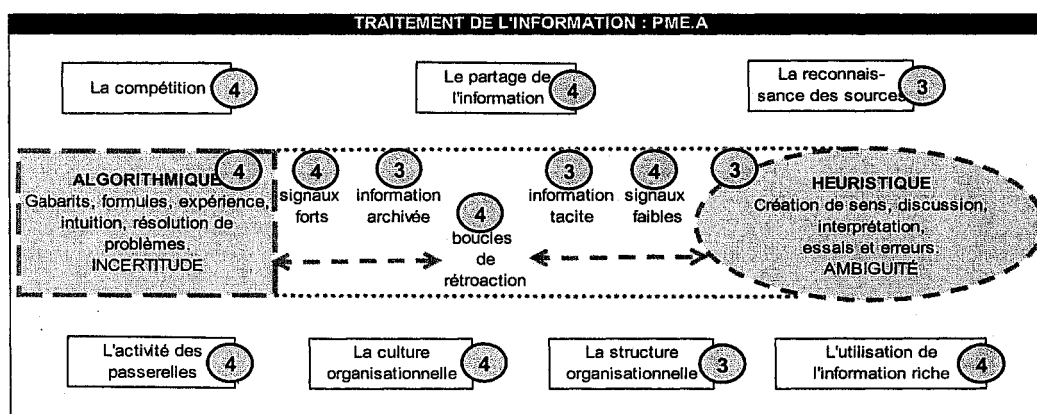 TRAITEMENT DE L'INFORMATION : PME.A
La compétition
4
Le partage de
l'information
4
La reconnais-
sance des sources
3
ALGORITHMIQUE
4
Gabarits, formules, expérience,
intuition, résolution de
problèmes.
INCERTITUDE
4
signaux
forts
3
information
archivée
4
boucles
de
rétroaction
3
information
tacite
4
signaux
faibles
3
HEURISTIQUE
Création de sens, discussion,
interprétation,
essais et erreurs.
AMBIGUITÉ
L'activité des
passerelles
4
La culture
organisationnelle
4
La structure
organisationnelle
3
L'utilisation de
l'information riche
4